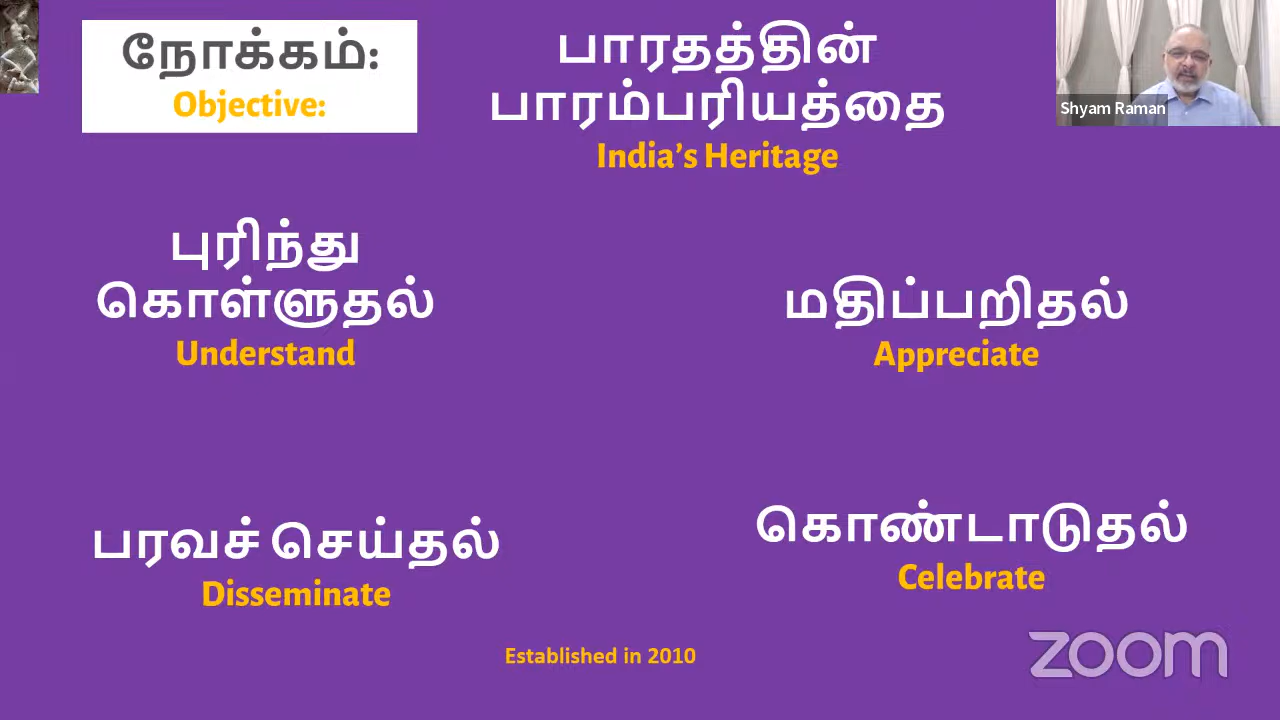 நோக்கம்:
Objective:
பாரதத்தின்
பாரம்பரியத்தை
India's Heritage
Shyam Raman
புரிந்து
கொள்ளுதல்
Understand
மதிப்பறிதல்
Appreciate
பரவச் செய்தல்
Disseminate
கொண்டாடுதல்
Celebrate
Established in 2010
zoom